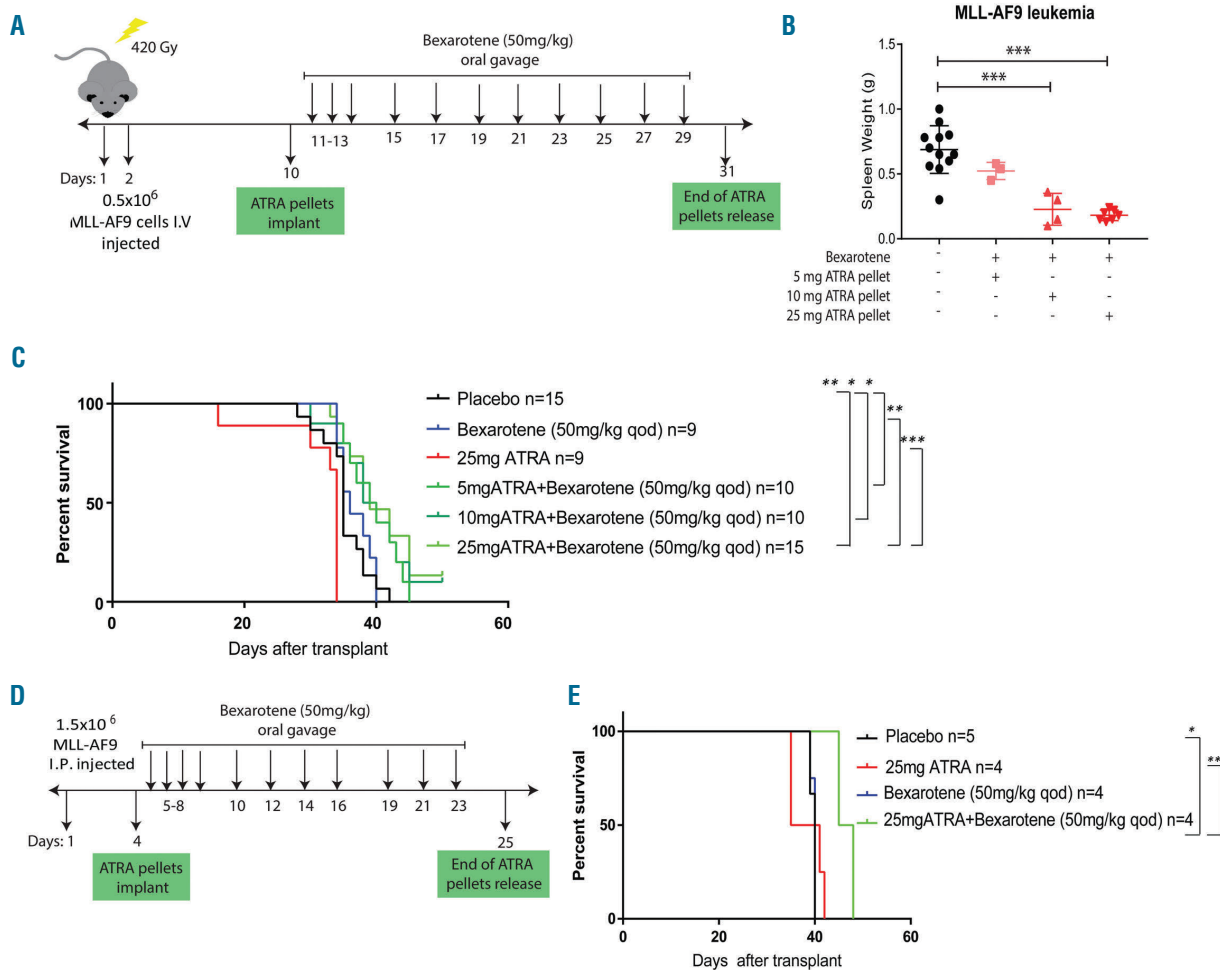 A
420 Gy
Bexarotene (50mg/kg)
oral gavage
11-13
15
17
19
21
23
25
27
29
Days: 1
2
10
31
0.5x10⁶
MLL-AF9 cells I.V
injected
ATRA pellets
implant
End of ATRA
pellets release
B
MLL-AF9 leukemia
***
***
Spleen Weight (g)
1.5
1.0
0.5
0.0
Bexarotene - + + +
5 mg ATRA pellet - + - -
10 mg ATRA pellet - - + -
25 mg ATRA pellet - - - +
C
Percent survival
100
50
0
0 20 40 60
Days after transplant
Placebo n=15
Bexarotene (50mg/kg qod) n=9
25mg ATRA n=9
5mgATRA+Bexarotene (50mg/kg qod) n=10
10mgATRA+Bexarotene (50mg/kg qod) n=10
25mgATRA+Bexarotene (50mg/kg qod) n=15
** * *
**
***
D
1.5x10⁶
MLL-AF9
I.P. injected
Bexarotene (50mg/kg)
oral gavage
5-8
10
12
14
16
19
21
23
Days: 1
4
25
ATRA pellets
implant
End of ATRA
pellets release
E
Percent survival
100
50
0
0 20 40 60
Days after transplant
Placebo n=5
25mg ATRA n=4
Bexarotene (50mg/kg qod) n=4
25mgATRA+Bexarotene (50mg/kg qod) n=4
*
**